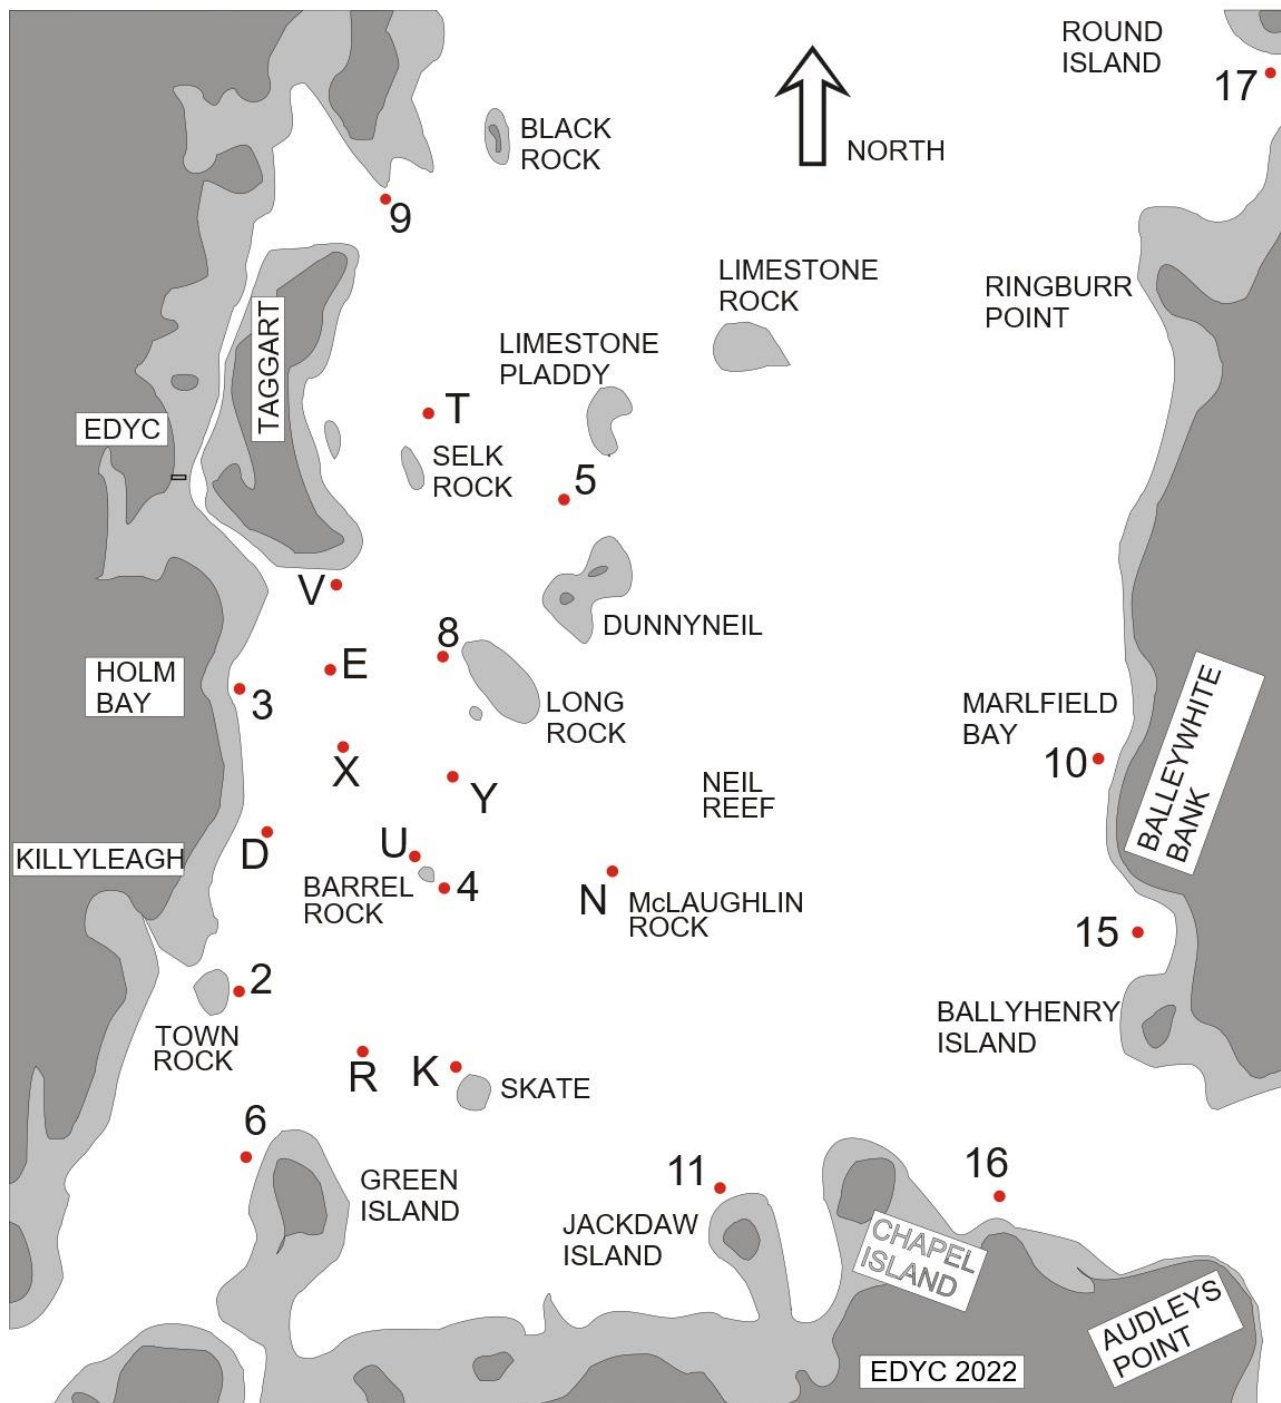 ROUND
ISLAND
17
BLACK
ROCK
NORTH
9
LIMESTONE
ROCK
RINGBURR
POINT
TAGGART
LIMESTONE
PLADDY
T
EDYC
SELK
ROCK
5
V
DUNNYNEIL
8
E
HOLM
BAY
3
LONG
ROCK
MARLFIELD
BAY
10
BALLEYWHITE
BANK
X
Y
NEIL
REEF
D
U
KILLYLEAGH
BARREL
ROCK
4
N
McLAUGHLIN
ROCK
15
2
TOWN
ROCK
BALLYHENRY
ISLAND
R
K
SKATE
6
GREEN
ISLAND
11
JACKDAW
ISLAND
16
CHAPEL
ISLAND
AUDLEYS
POINT
EDYC 2022